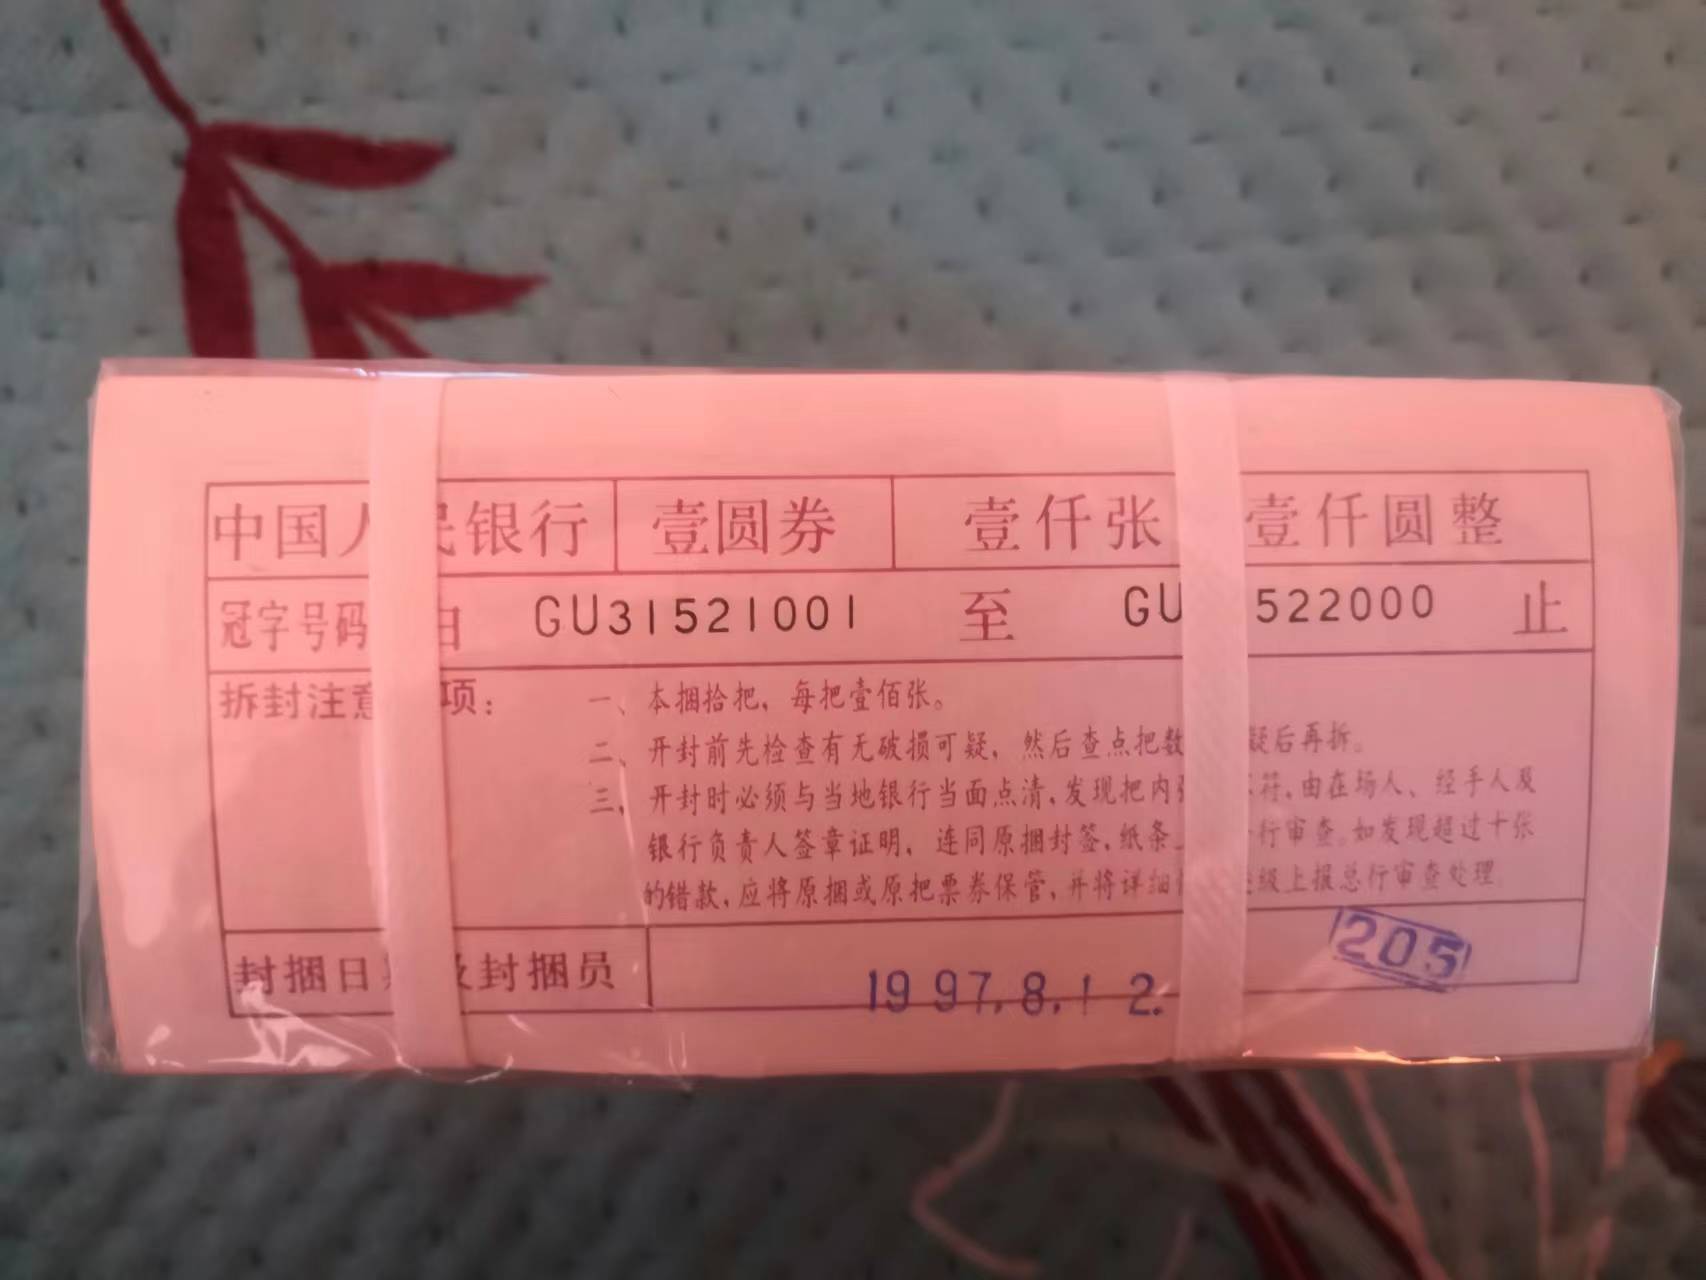 中国人民银行 壹圆券 壹仟张 壹仟圆整
冠字号码 由 GU31521001 至 GU 522000 止
拆封注意 项：
一、本捆拾把，每把壹佰张。
二、开封前先检查有无破损可疑，然后查点把数 疑后再拆。
三、开封时必须与当地银行当面点清，发现把内 不符，由在场人、经手人及
银行负责人签章证明，连同原捆封签，纸条 行审查。如发现超过十张
的错款，应将原捆或原把票券保管，并将详细 级上报总行审查处理
封捆日期及封捆员 1997.8.12. 205